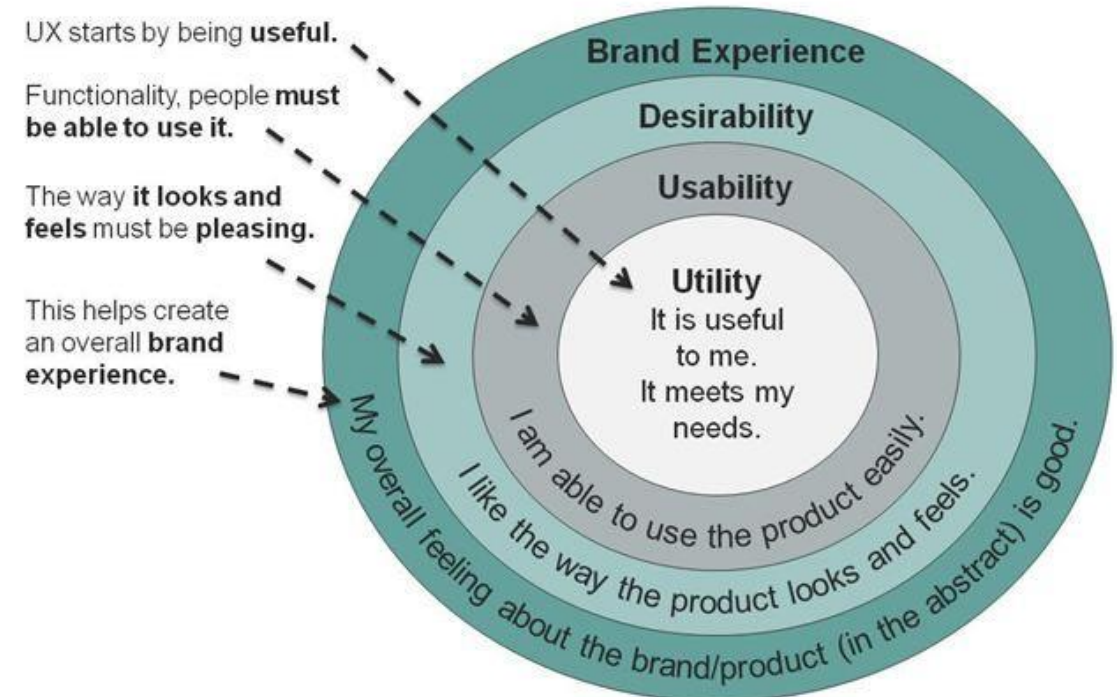 UX starts by being useful.
Functionality, people must
be able to use it.
The way it looks and
feels must be pleasing.
This helps create
an overall brand
experience.
Brand Experience
Desirability
Usability
Utility
It is useful
to me.
It meets my
needs.
I am able to use the product easily.
I like the way the product looks and feels.
My overall feeling about the brand/product (in the abstract) is good.